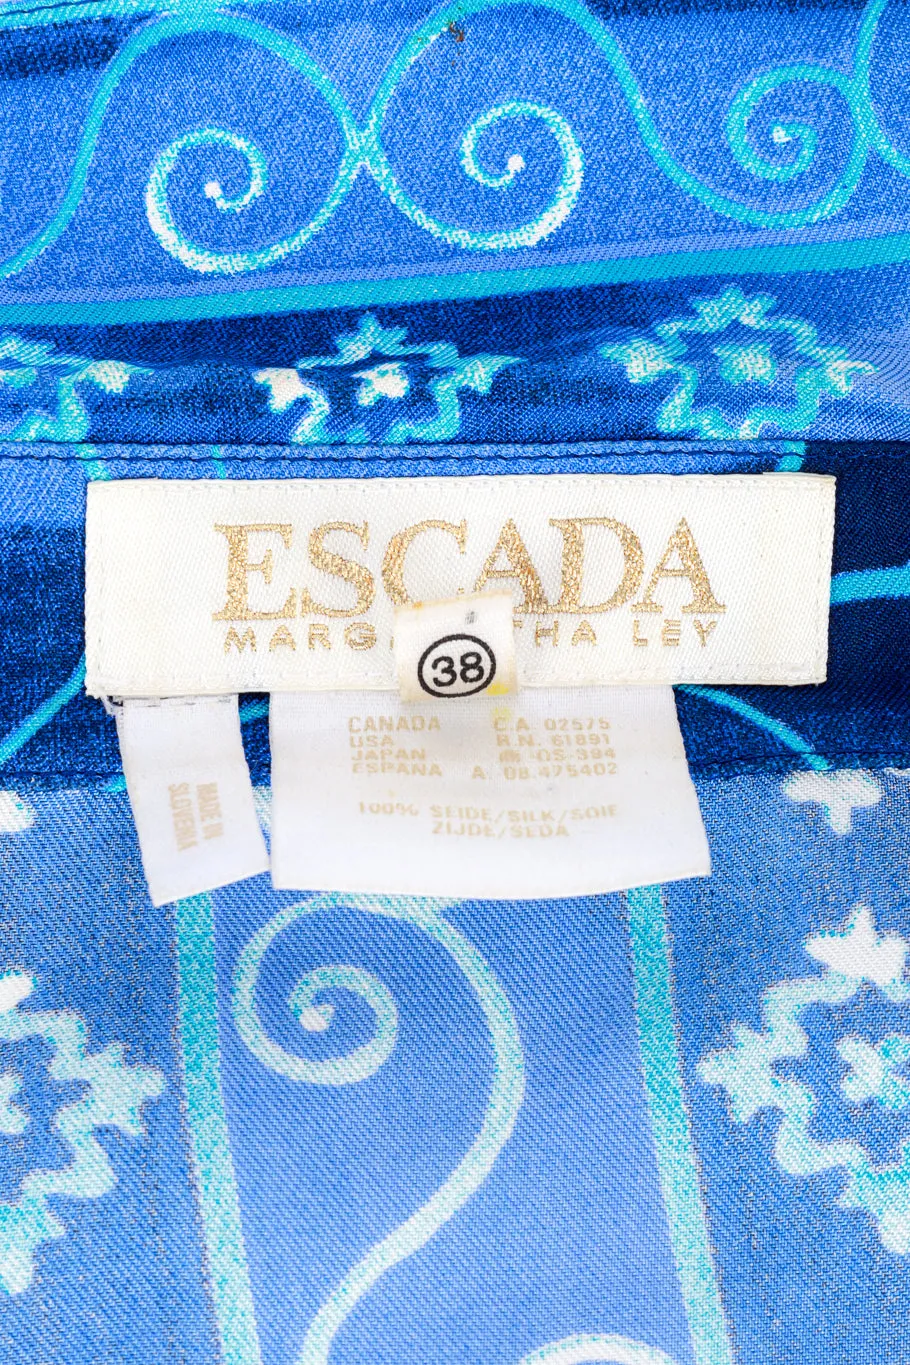 ESCADA
MARG THA LEY
38
CANADA C.A. 02575
USA R.N. 61891
JAPAN OS-394
ESPAÑA A 08.475402
100% SEIDE/SILK/SOIE
ZIJDE/SEDA
MADE IN
SLOVENIA